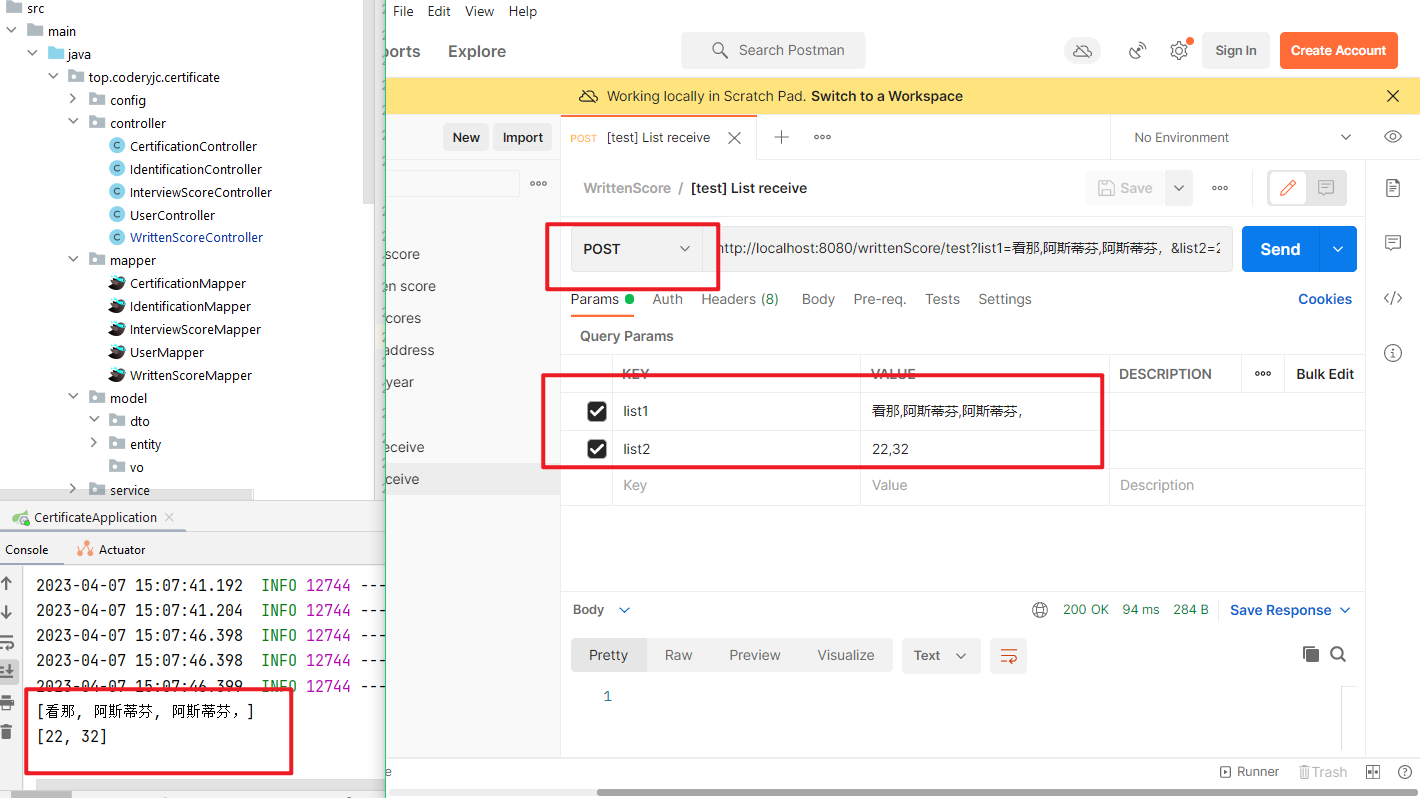 src
main
java
top.coderyjc.certificate
config
controller
CertificationController
IdentificationController
InterviewScoreController
UserController
WrittenScoreController
mapper
CertificationMapper
IdentificationMapper
InterviewScoreMapper
UserMapper
WrittenScoreMapper
model
dto
entity
vo
service
CertificateApplication
Console
Actuator
2023-04-07 15:07:41.192 INFO 12744 ---
2023-04-07 15:07:41.204 INFO 12744 ---
2023-04-07 15:07:46.398 INFO 12744 ---
2023-04-07 15:07:46.398 INFO 12744 ---
2023-04-07 15:07:46.399 INFO 12744 ---
[看那, 阿斯蒂芬, 阿斯蒂芬，]
[22, 32]
File Edit View Help
ports Explore Search Postman Sign In Create Account
Working locally in Scratch Pad. Switch to a Workspace
New Import POST [test] List receive No Environment
WrittenScore / [test] List receive Save
score
en score
cores
address
year
eceive
ceive
POST http://localhost:8080/writtenScore/test?list1=看那,阿斯蒂芬,阿斯蒂芬，&list2=2 Send
Params Auth Headers (8) Body Pre-req. Tests Settings Cookies
Query Params
KEY VALUE DESCRIPTION Bulk Edit
list1 看那,阿斯蒂芬,阿斯蒂芬，
list2 22,32
Key Value Description
Body 200 OK 94 ms 284 B Save Response
Pretty Raw Preview Visualize Text
1
Runner Trash